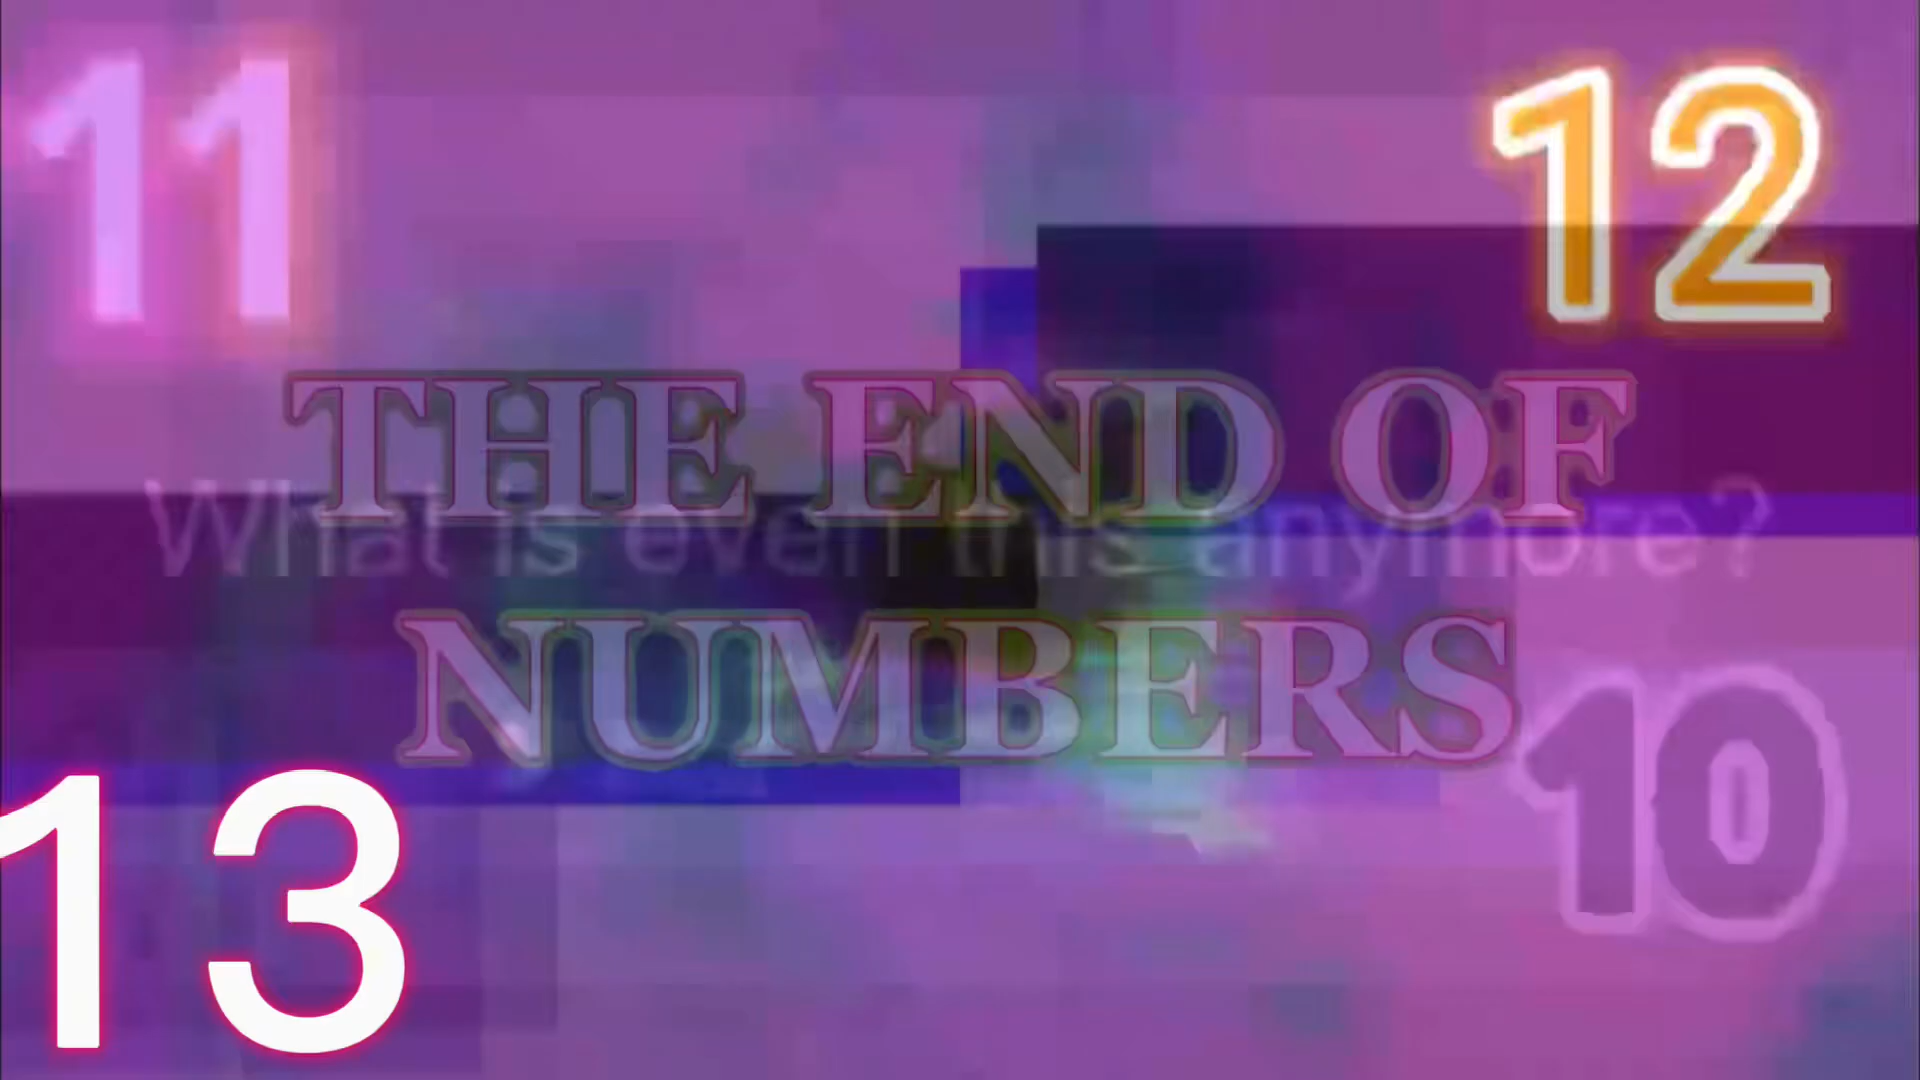 11
12
THE END OF
What is even this anymore?
NUMBERS
10
13